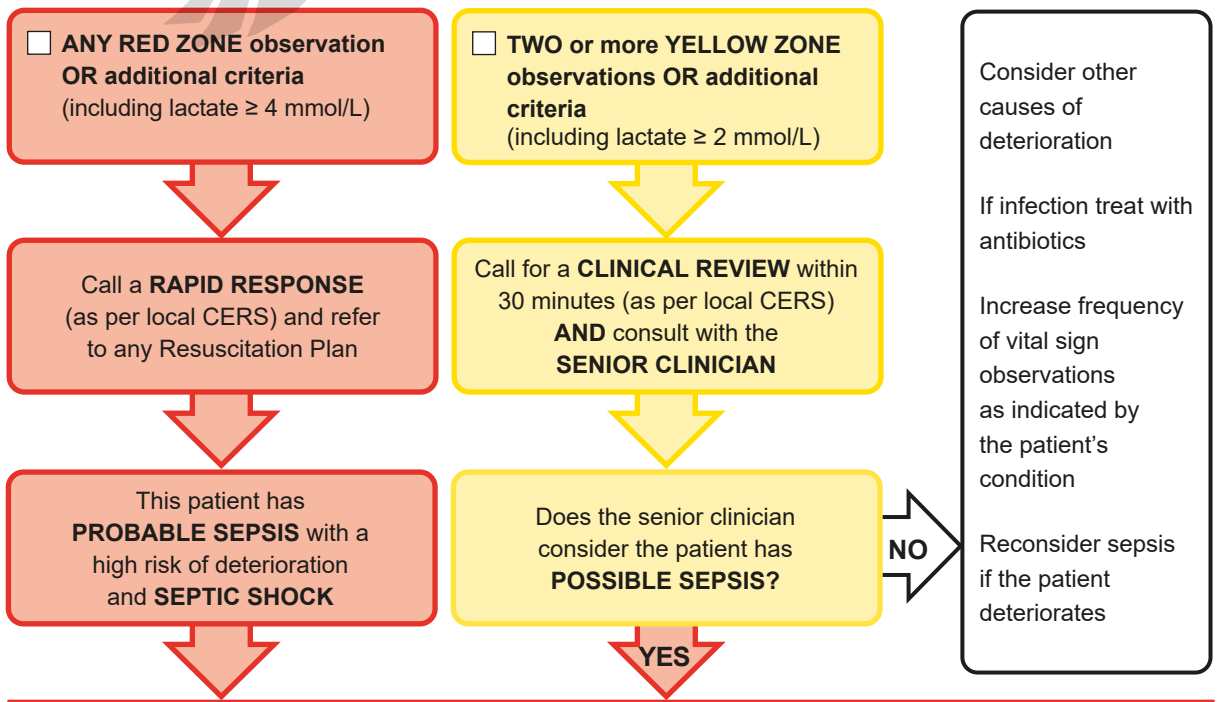 ANY RED ZONE observation
OR additional criteria
(including lactate ≥ 4 mmol/L)
Call a RAPID RESPONSE
(as per local CERS) and refer
to any Resuscitation Plan
This patient has
PROBABLE SEPSIS with a
high risk of deterioration
and SEPTIC SHOCK
TWO or more YELLOW ZONE
observations OR additional
criteria
(including lactate ≥ 2 mmol/L)
Call for a CLINICAL REVIEW within
30 minutes (as per local CERS)
AND consult with the
SENIOR CLINICIAN
Does the senior clinician
consider the patient has
POSSIBLE SEPSIS?
NO
YES
Consider other
causes of
deterioration
If infection treat with
antibiotics
Increase frequency
of vital sign
observations
as indicated by
the patient's
condition
Reconsider sepsis
if the patient
deteriorates